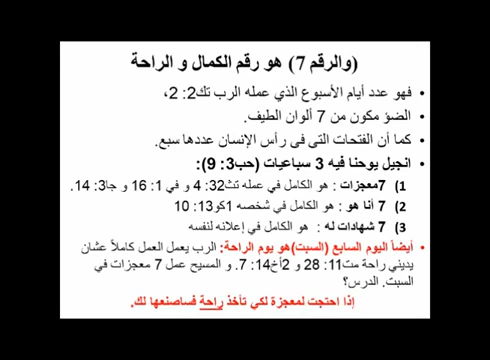 (والرقم 7) هو رقم الكمال و الراحة
• فهو عدد أيام الأسبوع الذي عمله الرب تك2: 2،
• الضؤ مكون من 7 ألوان الطيف.
• كما أن الفتحات التى فى رأس الإنسان عددها سبع.
• انجيل يوحنا فيه 3 سباعيات (حب3: 9):
1) 7معجزات : هو الكامل في عمله تث32: 4 و في 1: 16 و جا3: 14.
2) 7 أنا هو : هو الكامل في شخصه 1كو13: 10
3) 7 شهادات له : هو الكامل في إعلانه لنفسه
• أيضاً اليوم السابع (السبت)هو يوم الراحة: الرب يعمل العمل كاملاً عشان
يديني راحة مت11: 28 و 2أخ14: 7. و المسيح عمل 7 معجزات في
السبت. الدرس؟
إذا احتجت لمعجزة لكي تأخذ راحة فساصنعها لك.